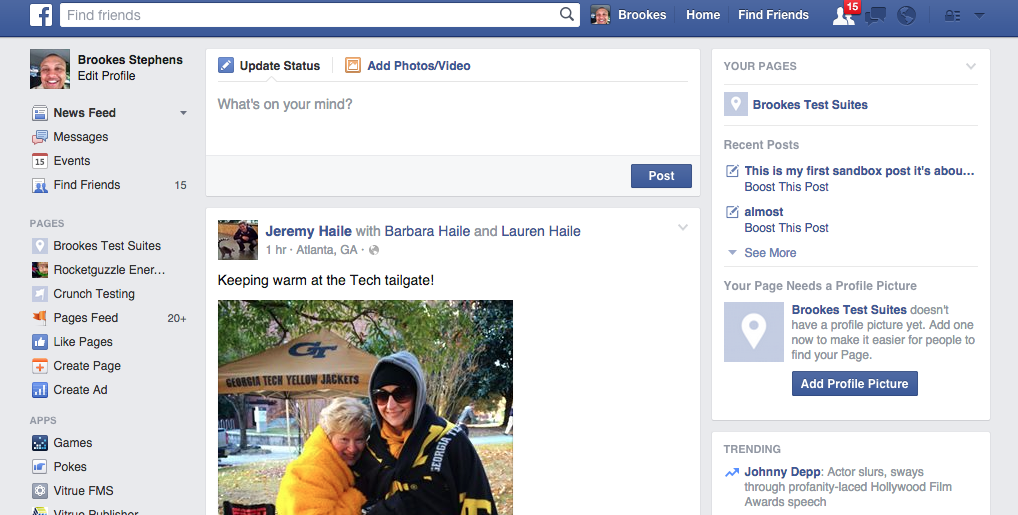 f
Find friends
Brookes
Home
Find Friends
15
Brookes Stephens
Edit Profile
News Feed
Messages
15 Events
Find Friends 15
PAGES
Brookes Test Suites
Rocketguzzle Ener...
Crunch Testing
Pages Feed 20+
Like Pages
Create Page
Create Ad
APPS
Games
Pokes
Vitrue FMS
Vitrue Publisher
Update Status
Add Photos/Video
What's on your mind?
Post
Jeremy Haile with Barbara Haile and Lauren Haile
1 hr · Atlanta, GA ·
Keeping warm at the Tech tailgate!
GT
GEORGIA TECH YELLOW JACKETS
GEORGIA TE
YOUR PAGES
Brookes Test Suites
Recent Posts
This is my first sandbox post it's abou...
Boost This Post
almost
Boost This Post
See More
Your Page Needs a Profile Picture
Brookes Test Suites doesn't
have a profile picture yet. Add one
now to make it easier for people to
find your Page.
Add Profile Picture
TRENDING
Johnny Depp: Actor slurs, sways
through profanity-laced Hollywood Film
Awards speech